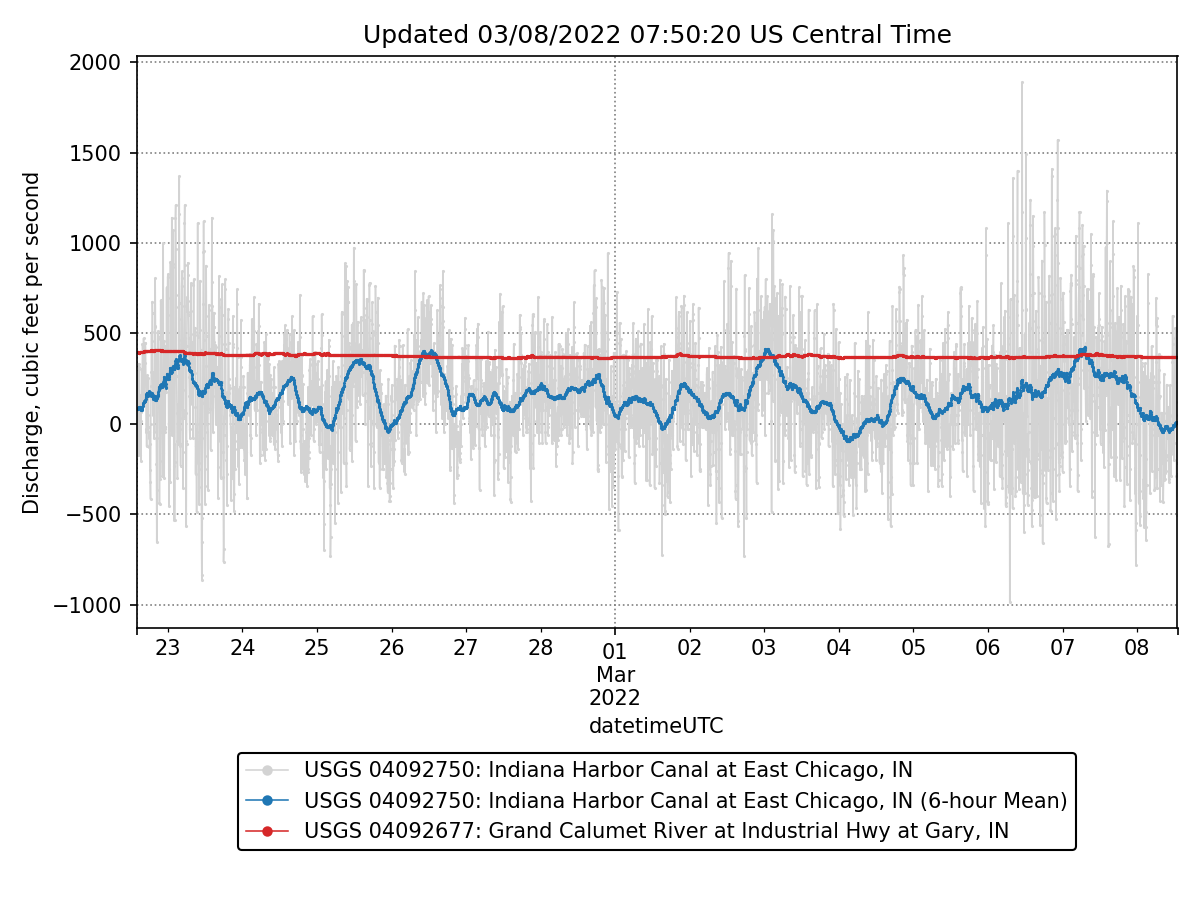 Updated 03/08/2022 07:50:20 US Central Time
Discharge, cubic feet per second
2000
1500
1000
500
0
−500
−1000
23 24 25 26 27 28 01 02 03 04 05 06 07 08
Mar
2022
datetimeUTC
USGS 04092750: Indiana Harbor Canal at East Chicago, IN
USGS 04092750: Indiana Harbor Canal at East Chicago, IN (6-hour Mean)
USGS 04092677: Grand Calumet River at Industrial Hwy at Gary, IN